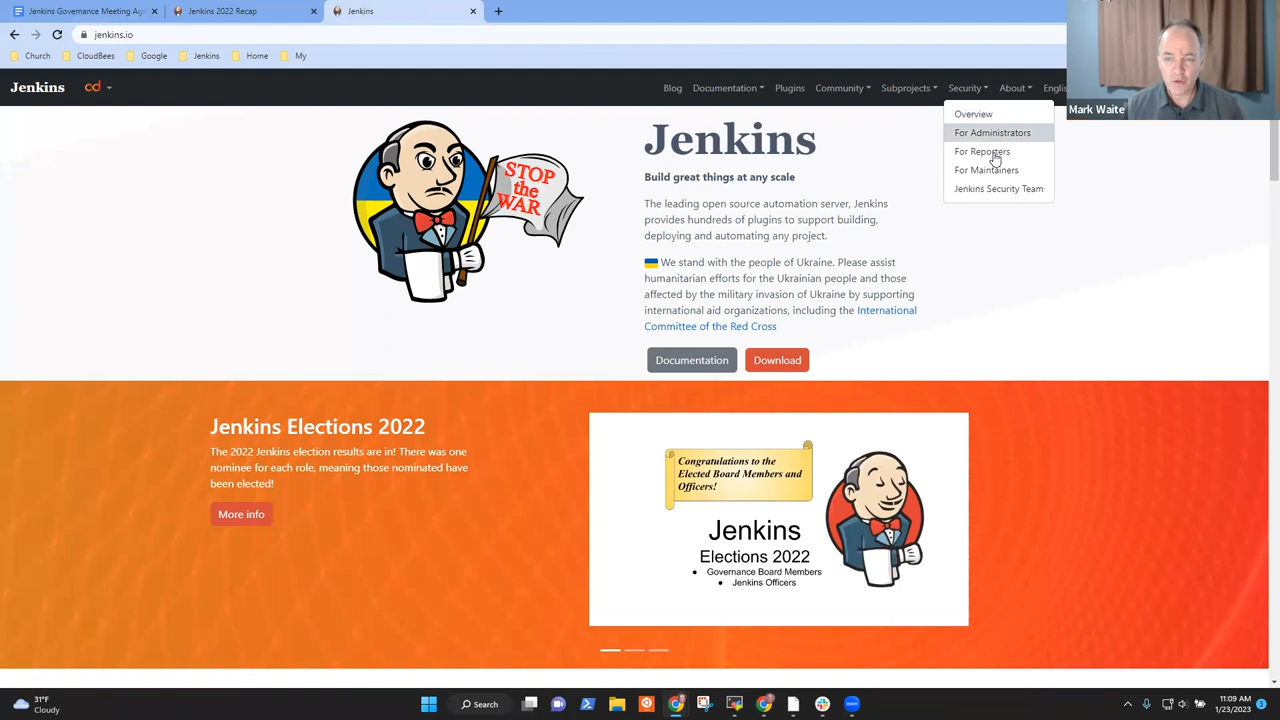 Jenkins Governance Meeting Age
Jenkins 2022 Recap
Jenkins
jenkins.io
Church
CloudBees
Google
Jenkins
Home
My
Jenkins
cd
Blog
Documentation
Plugins
Community
Subprojects
Security
About
Englis
Overview
For Administrators
For Reporters
For Maintainers
Jenkins Security Team
Mark Waite
STOP
the
WAR
Jenkins
Build great things at any scale
The leading open source automation server, Jenkins
provides hundreds of plugins to support building,
deploying and automating any project.
We stand with the people of Ukraine. Please assist
humanitarian efforts for the Ukrainian people and those
affected by the military invasion of Ukraine by supporting
international aid organizations, including the International
Committee of the Red Cross
Documentation
Download
Jenkins Elections 2022
The 2022 Jenkins election results are in! There was one
nominee for each role, meaning those nominated have
been elected!
More info
Congratulations to the
Elected Board Members and
Officers!
Jenkins
Elections 2022
• Governance Board Members
• Jenkins Officers
31°F
Cloudy
Search
11:09 AM
1/23/2023
3